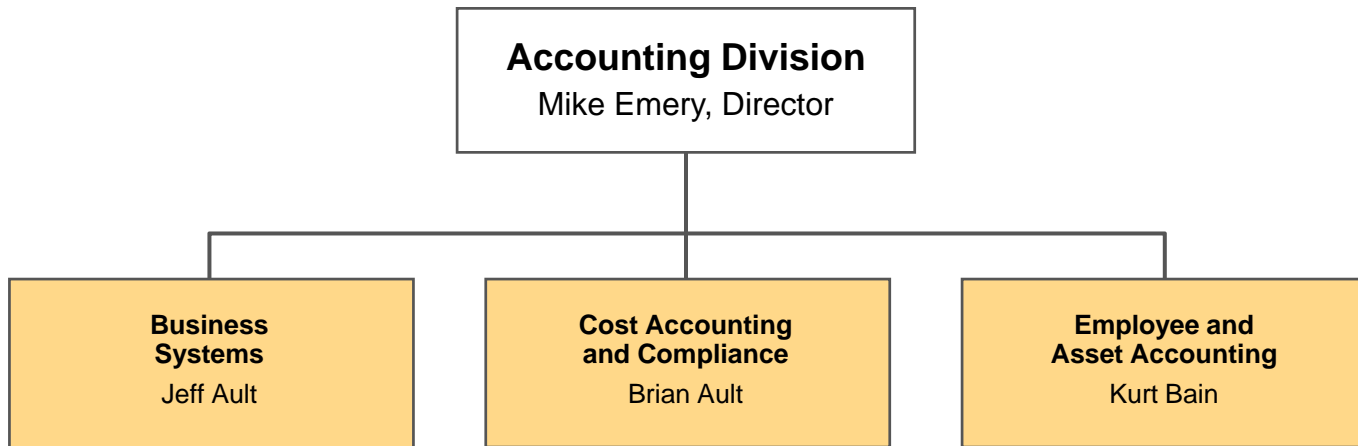 Accounting Division
Mike Emery, Director
Business
Systems
Jeff Ault
Cost Accounting
and Compliance
Brian Ault
Employee and
Asset Accounting
Kurt Bain